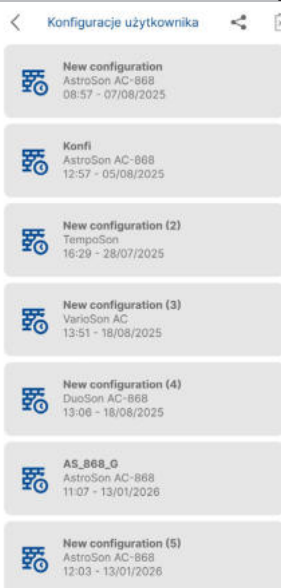 Konfiguracje użytkownika
New configuration
AstroSon AC-868
08:57 - 07/08/2025
Konfi
AstroSon AC-868
12:57 - 05/08/2025
New configuration (2)
TempoSon
16:29 - 28/07/2025
New configuration (3)
VarioSon AC
13:51 - 18/08/2025
New configuration (4)
DuoSon AC-868
13:06 - 18/08/2025
AS_868_G
AstroSon AC-868
11:07 - 13/01/2026
New configuration (5)
AstroSon AC-868
12:03 - 13/01/2026